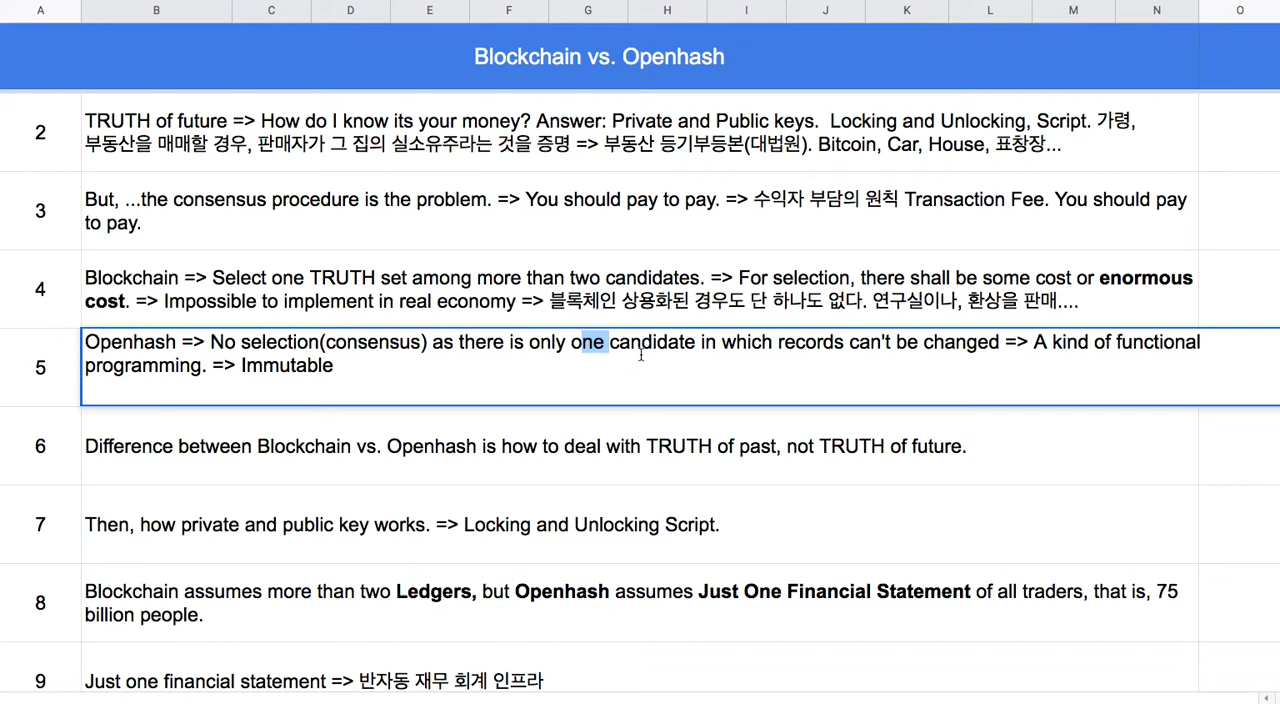 A B C D E F G H I J K L M N O
Blockchain vs. Openhash
2
TRUTH of future => How do I know its your money? Answer: Private and Public keys. Locking and Unlocking, Script. 가령,
부동산을 매매할 경우, 판매자가 그 집의 실소유주라는 것을 증명 => 부동산 등기부등본(대법원). Bitcoin, Car, House, 표창장...
3
But, ...the consensus procedure is the problem. => You should pay to pay. => 수익자 부담의 원칙 Transaction Fee. You should pay
to pay.
4
Blockchain => Select one TRUTH set among more than two candidates. => For selection, there shall be some cost or enormous
cost. => Impossible to implement in real economy => 블록체인 상용화된 경우도 단 하나도 없다. 연구실이나, 환상을 판매....
5
Openhash => No selection(consensus) as there is only one candidate in which records can't be changed => A kind of functional
programming. => Immutable
6
Difference between Blockchain vs. Openhash is how to deal with TRUTH of past, not TRUTH of future.
7
Then, how private and public key works. => Locking and Unlocking Script.
8
Blockchain assumes more than two Ledgers, but Openhash assumes Just One Financial Statement of all traders, that is, 75
billion people.
9
Just one financial statement => 반자동 재무 회계 인프라